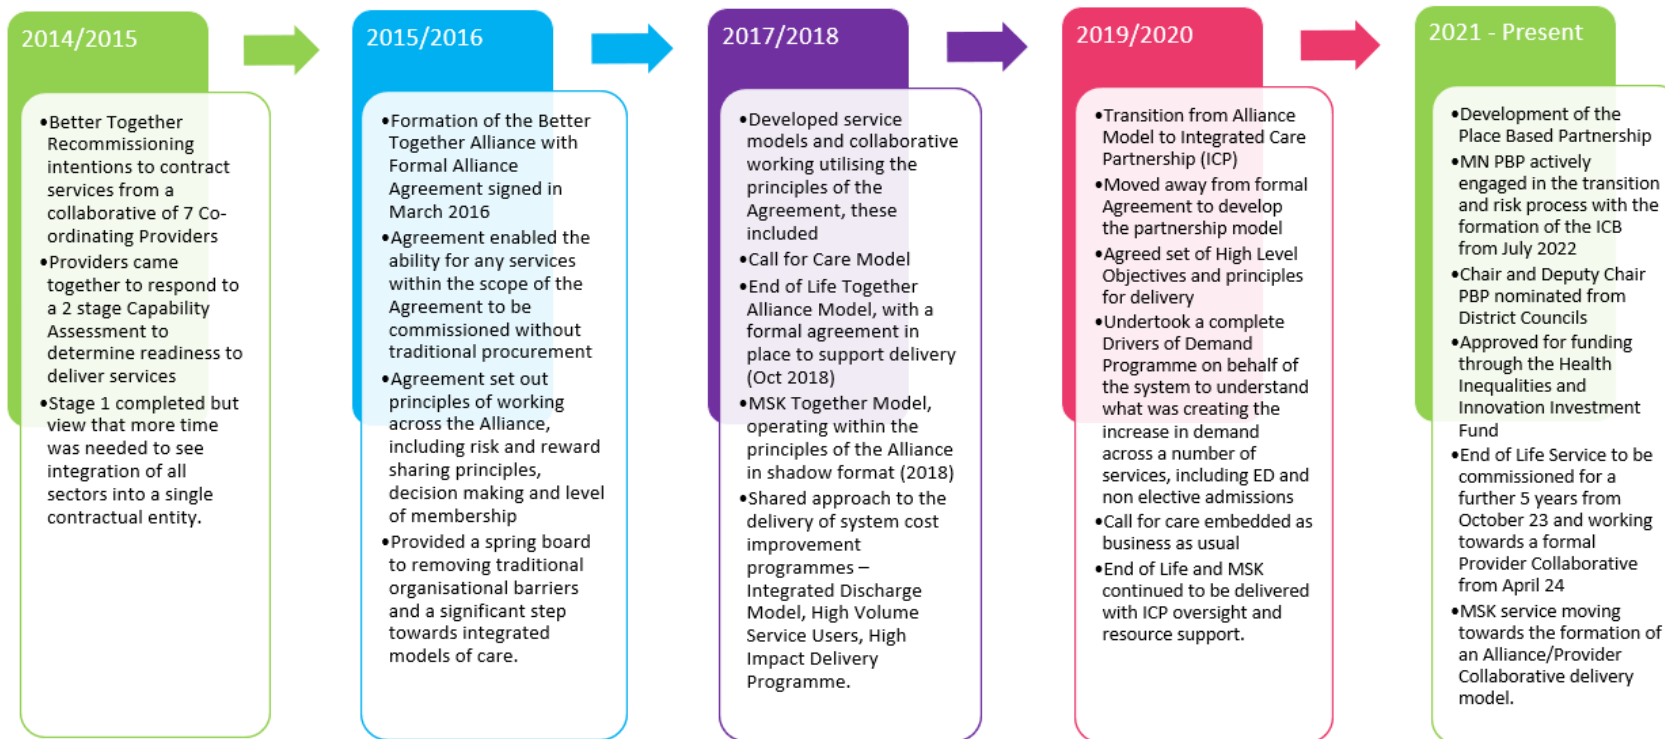 2014/2015
•Better Together
Recommissioning
intentions to contract
services from a
collaborative of 7 Co-
ordinating Providers
•Providers came
together to respond to
a 2 stage Capability
Assessment to
determine readiness to
deliver services
•Stage 1 completed but
view that more time
was needed to see
integration of all
sectors into a single
contractual entity.
2015/2016
•Formation of the Better
Together Alliance with
Formal Alliance
Agreement signed in
March 2016
•Agreement enabled the
ability for any services
within the scope of the
Agreement to be
commissioned without
traditional procurement
•Agreement set out
principles of working
across the Alliance,
including risk and reward
sharing principles,
decision making and level
of membership
•Provided a spring board
to removing traditional
organisational barriers
and a significant step
towards integrated
models of care.
2017/2018
•Developed service
models and collaborative
working utilising the
principles of the
Agreement, these
included
•Call for Care Model
•End of Life Together
Alliance Model, with a
formal agreement in
place to support delivery
(Oct 2018)
•MSK Together Model,
operating within the
principles of the Alliance
in shadow format (2018)
•Shared approach to the
delivery of system cost
improvement
programmes –
Integrated Discharge
Model, High Volume
Service Users, High
Impact Delivery
Programme.
2019/2020
•Transition from Alliance
Model to Integrated Care
Partnership (ICP)
•Moved away from formal
Agreement to develop
the partnership model
•Agreed set of High Level
Objectives and principles
for delivery
•Undertook a complete
Drivers of Demand
Programme on behalf of
the system to understand
what was creating the
increase in demand
across a number of
services, including ED and
non elective admissions
•Call for care embedded as
business as usual
•End of Life and MSK
continued to be delivered
with ICP oversight and
resource support.
2021 - Present
•Development of the
Place Based Partnership
•MN PBP actively
engaged in the transition
and risk process with the
formation of the ICB
from July 2022
•Chair and Deputy Chair
PBP nominated from
District Councils
•Approved for funding
through the Health
Inequalities and
Innovation Investment
Fund
•End of Life Service to be
commissioned for a
further 5 years from
October 23 and working
towards a formal
Provider Collaborative
from April 24
•MSK service moving
towards the formation of
an Alliance/Provider
Collaborative delivery
model.